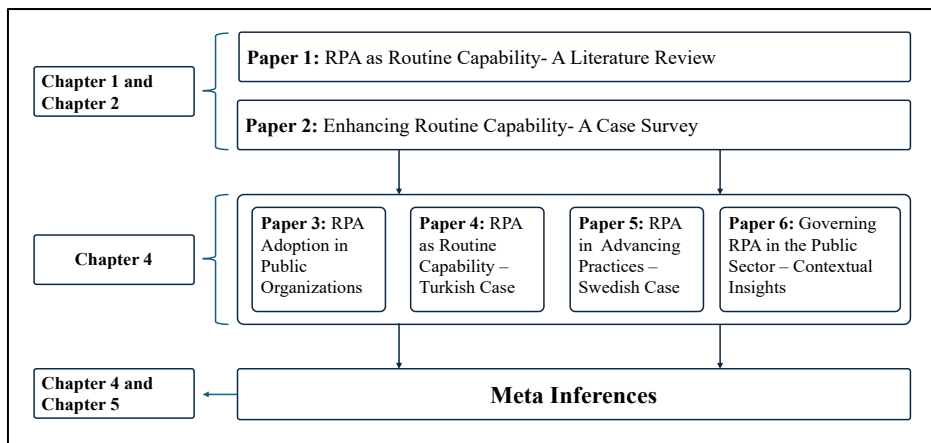 Paper 1: RPA as Routine Capability- A Literature Review
Chapter 1 and
Chapter 2
Paper 2: Enhancing Routine Capability- A Case Survey
Chapter 4
Paper 3: RPA
Adoption in
Public
Organizations
Paper 4: RPA
as Routine
Capability –
Turkish Case
Paper 5: RPA
in Advancing
Practices –
Swedish Case
Paper 6: Governing
RPA in the Public
Sector – Contextual
Insights
Chapter 4 and
Chapter 5
Meta Inferences